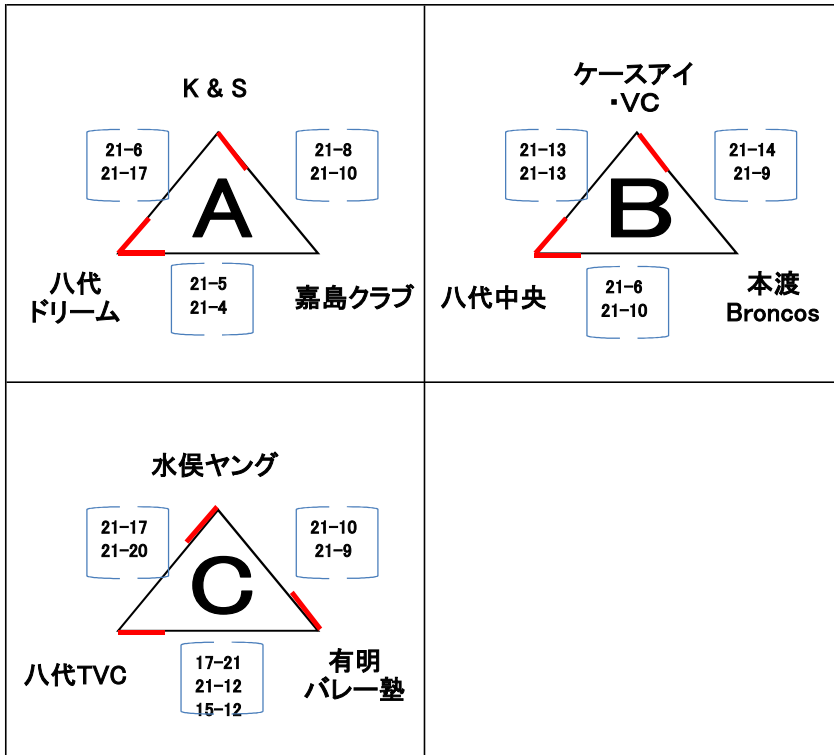 K & S
21-6
21-17
21-8
21-10
A
八代
ドリーム
21-5
21-4
嘉島クラブ
ケースアイ
・VC
21-13
21-13
21-14
21-9
B
八代中央
21-6
21-10
本渡
Broncos
水俣ヤング
21-17
21-20
21-10
21-9
C
八代TVC
17-21
21-12
15-12
有明
バレー塾